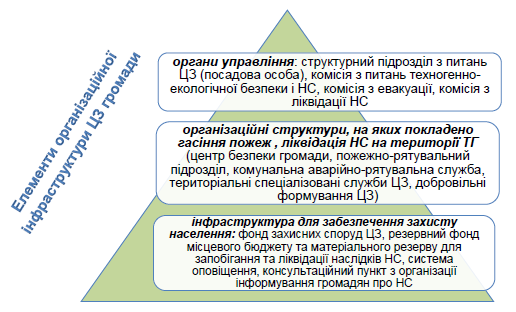 Елементи організаційної
інфраструктури ЦЗ громади
органи управління: структурний підрозділ з питань
ЦЗ (посадова особа), комісія з питань техногенно-
екологічної безпеки і НС, комісія з евакуації, комісія з
ліквідації НС
організаційні структури, на яких покладено
гасіння пожеж , ліквідація НС на території ТГ
(центр безпеки громади, пожежно-рятувальний
підрозділ, комунальна аварійно-рятувальна служба,
територіальні спеціалізовані служби ЦЗ, добровільні
формування ЦЗ)
інфраструктура для забезпечення захисту
населення: фонд захисних споруд ЦЗ, резервний фонд
місцевого бюджету та матеріального резерву для
запобігання та ліквідації наслідків НС, система
оповіщення, консультаційний пункт з організації
інформування громадян про НС